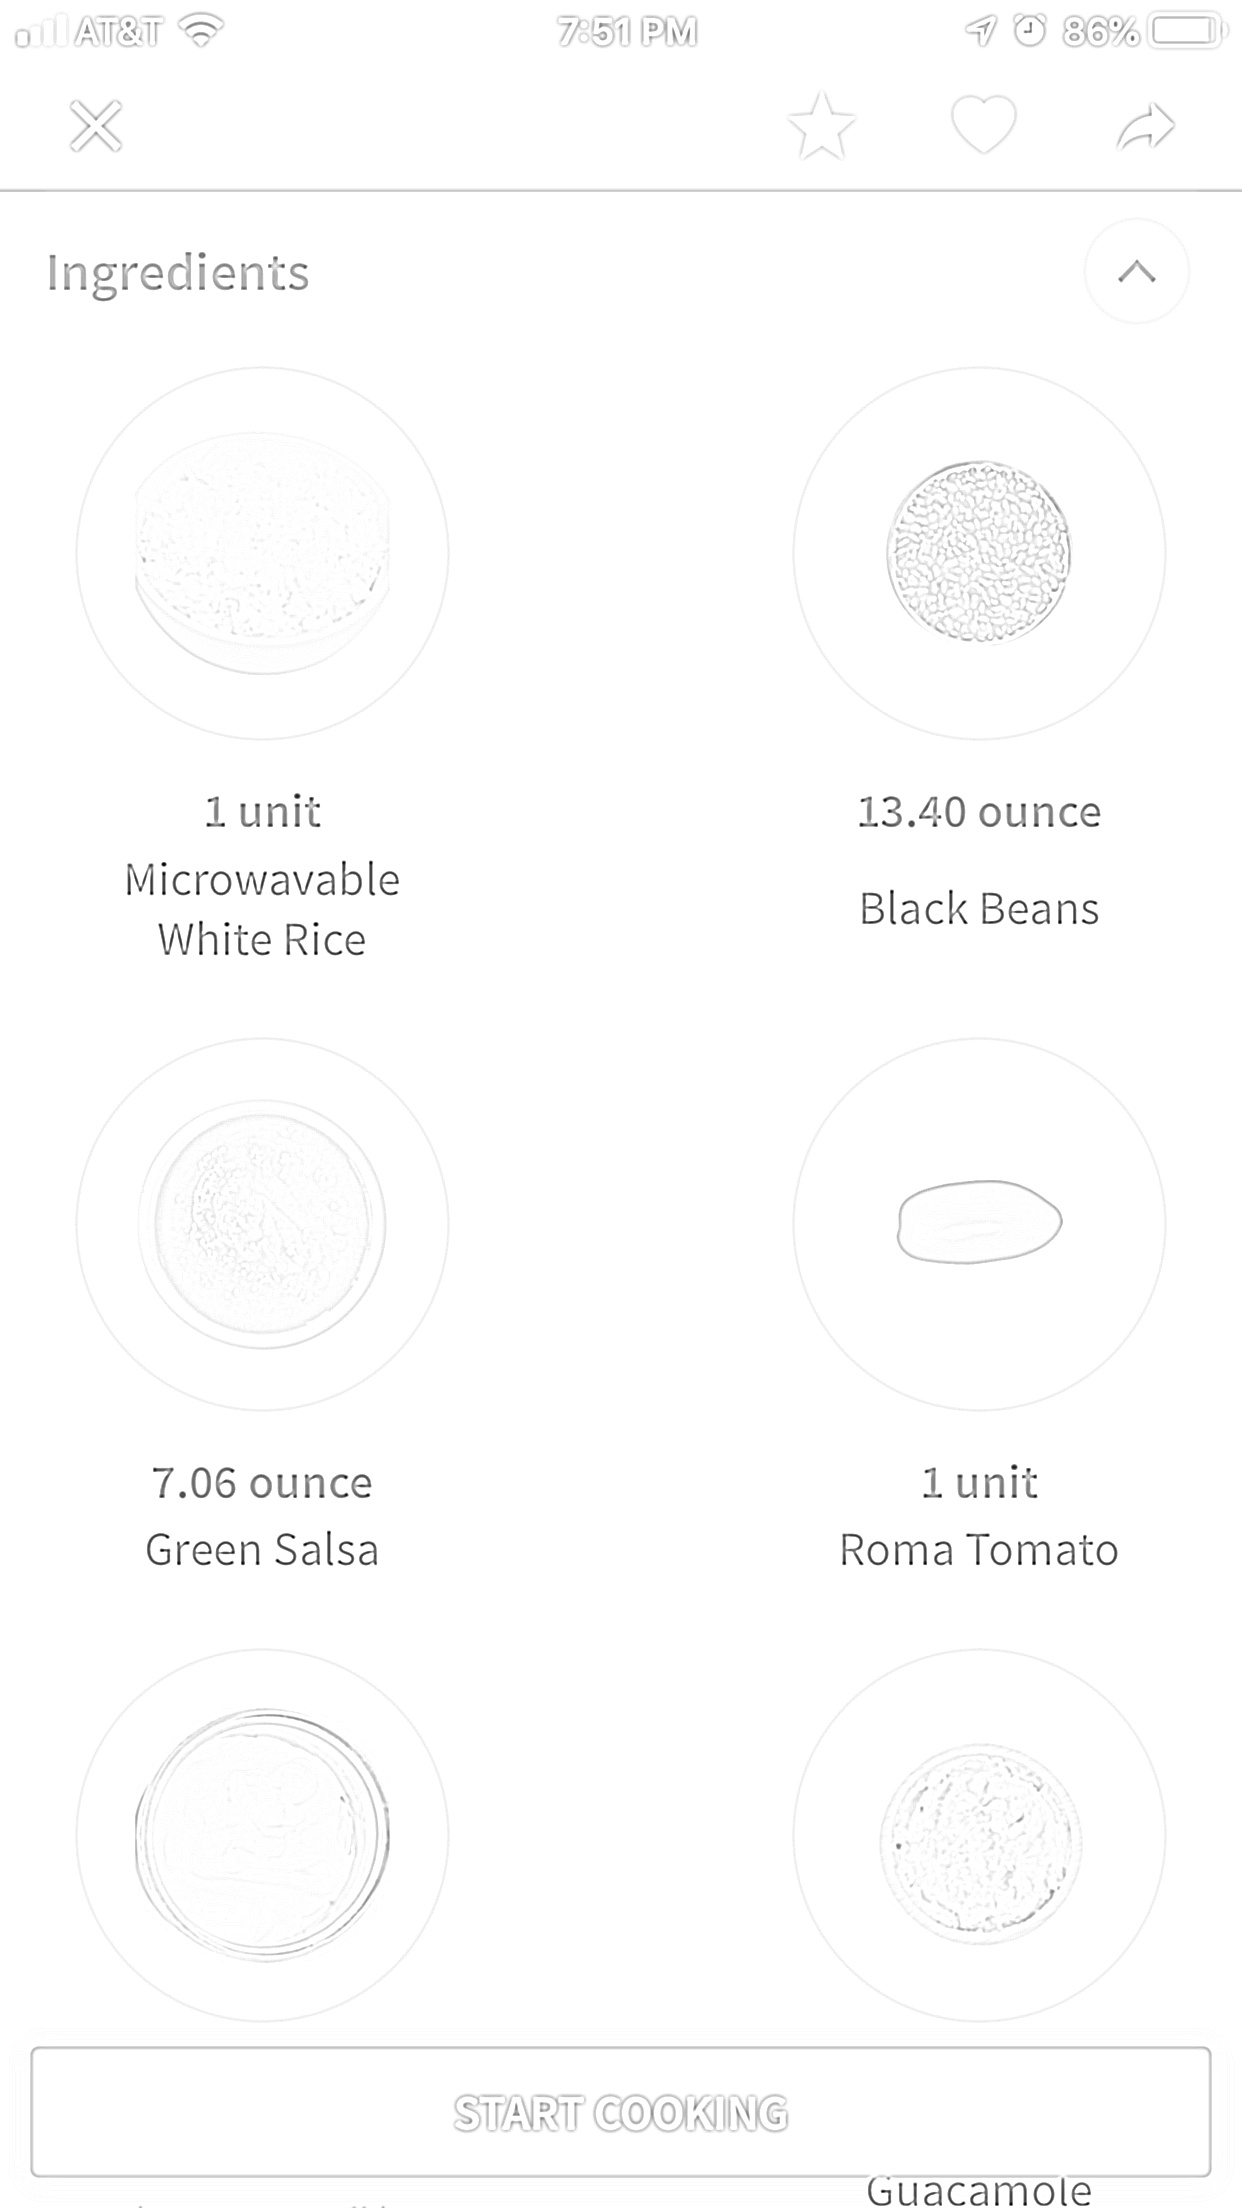 AT&T 7:51 PM 86%
Ingredients
1 unit
Microwavable
White Rice
13.40 ounce
Black Beans
7.06 ounce
Green Salsa
1 unit
Roma Tomato
START COOKING
Guacamole